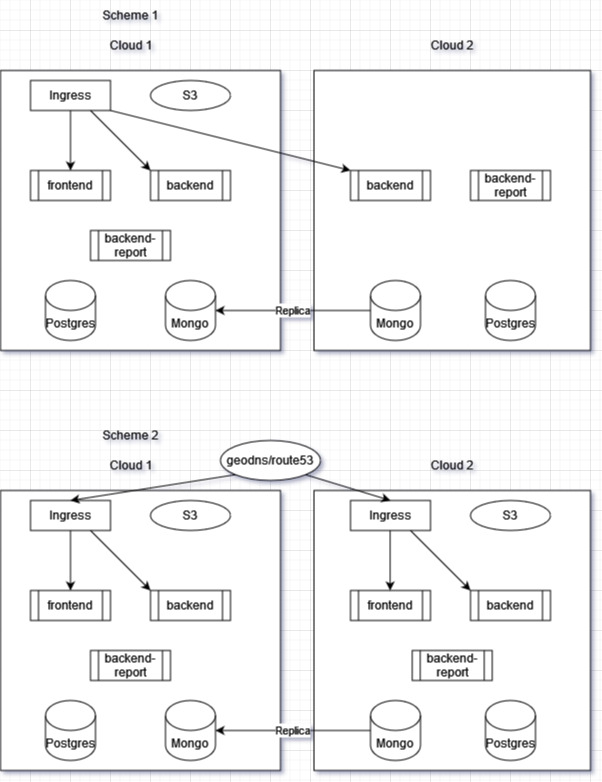 Scheme 1
Cloud 1
Cloud 2
Ingress
S3
frontend
backend
backend
backend-
report
backend-
report
Postgres
Mongo
Replica
Mongo
Postgres
Scheme 2
geodns/route53
Cloud 1
Cloud 2
Ingress
S3
Ingress
S3
frontend
backend
frontend
backend
backend-
report
backend-
report
Postgres
Mongo
Replica
Mongo
Postgres